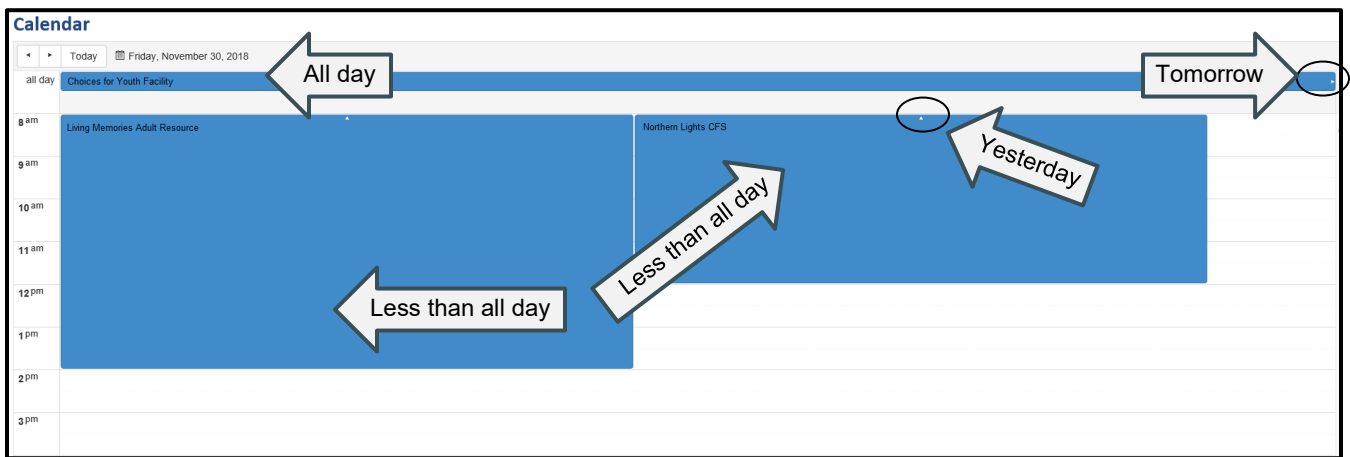 Calendar
Today Friday, November 30, 2018
All day
Tomorrow
all day Choices for Youth Facility
8 am Living Memories Adult Resource Northern Lights CFS
Yesterday
9 am
Less than all day
10 am
11 am
12 pm
Less than all day
1 pm
2 pm
3 pm